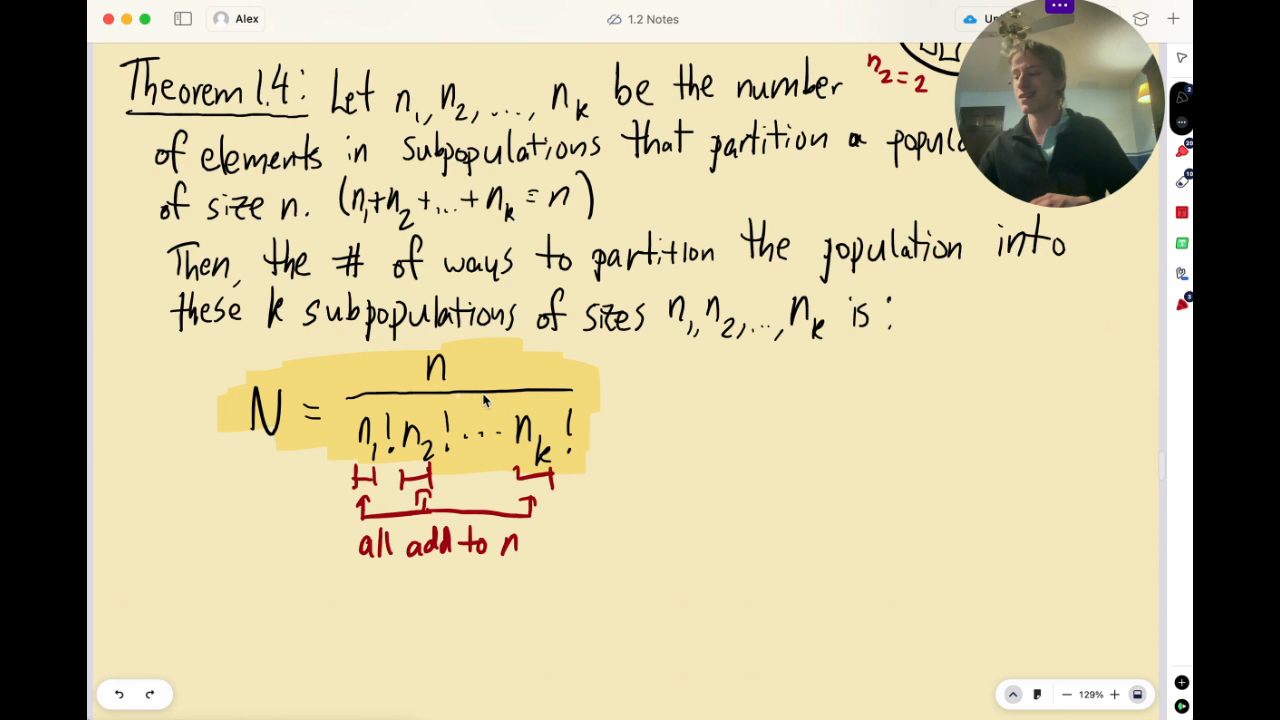 Alex
1.2 Notes
Theorem 1.4: Let n₁, n₂, ..., nₖ be the number
n₂=2
of elements in subpopulations that partition a
of size n. (n₁+n₂+...+nₖ = n)
Then, the # of ways to partition the population into
these k subpopulations of sizes n₁, n₂, ..., nₖ is:
N = n / n₁! n₂! ... nₖ!
all add to n
129%